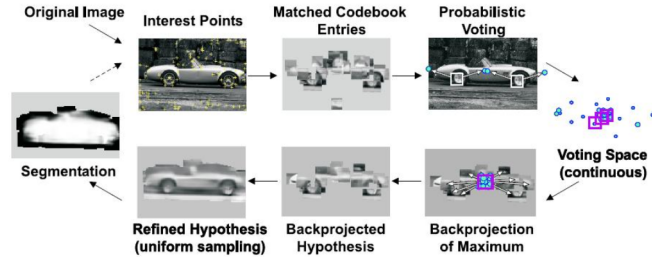 Original Image
Interest Points
Matched Codebook
Entries
Probabilistic
Voting
Voting Space
(continuous)
Segmentation
Refined Hypothesis
(uniform sampling)
Backprojected
Hypothesis
Backprojection
of Maximum